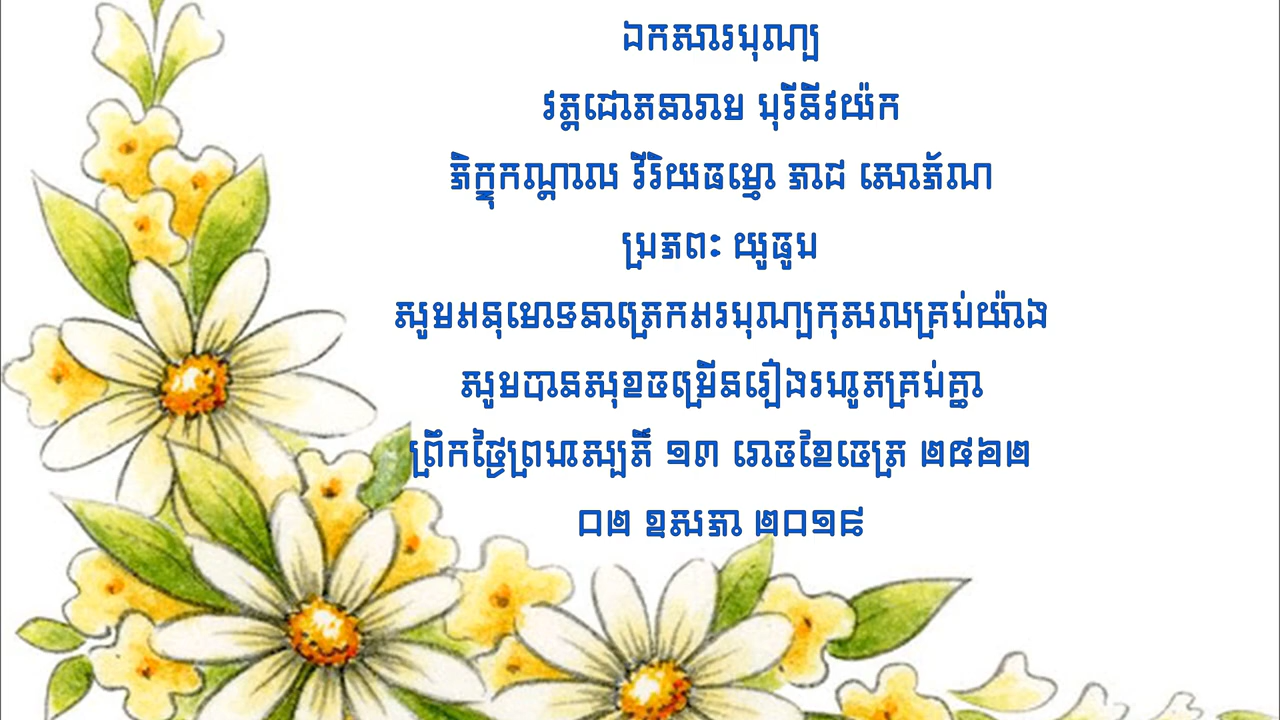 ឯកសារបុណ្យ
វត្តជោតនារាម បុរីនីវយ៉ក
ភិក្ខុកណ្ដាល វីរិយធម្មោ ភាជ សោភ័ណ
ប្រភពៈ យូធូប
សូមអនុមោទនាត្រេកអរបុណ្យកុសលគ្រប់យ៉ាង
សូមបានសុខចម្រើនរឿងរហូតគ្រប់គ្នា
ព្រឹកថ្ងៃព្រហស្បតិ៍ ១៣ រោចខែចេត្រ ២៥៦២
០២ ឧសភា ២០១៩